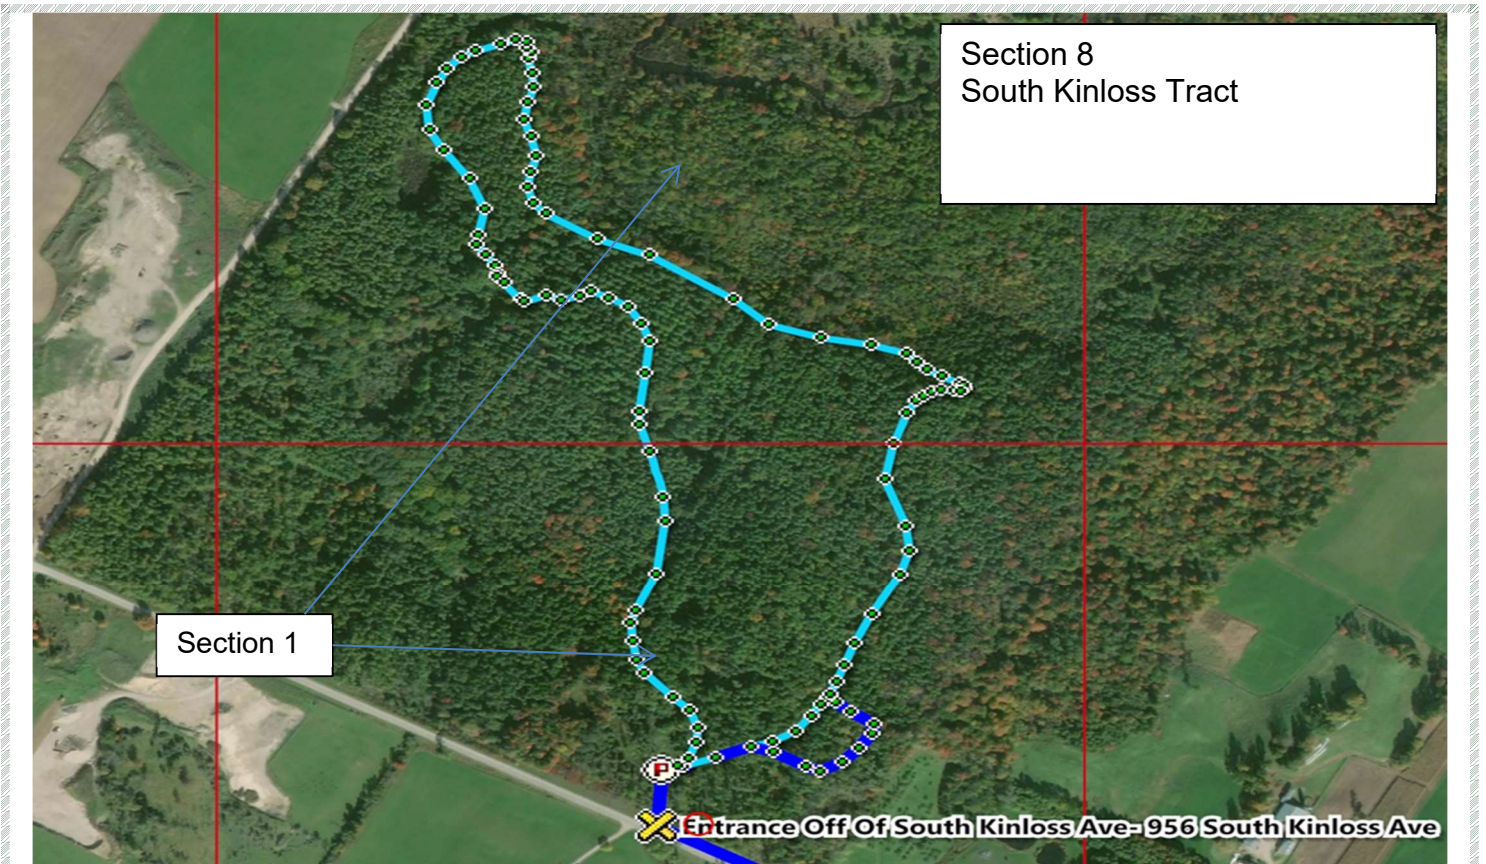 Section 8
South Kinloss Tract
Section 1
P
Entrance Off Of South Kinloss Ave- 956 South Kinloss Ave